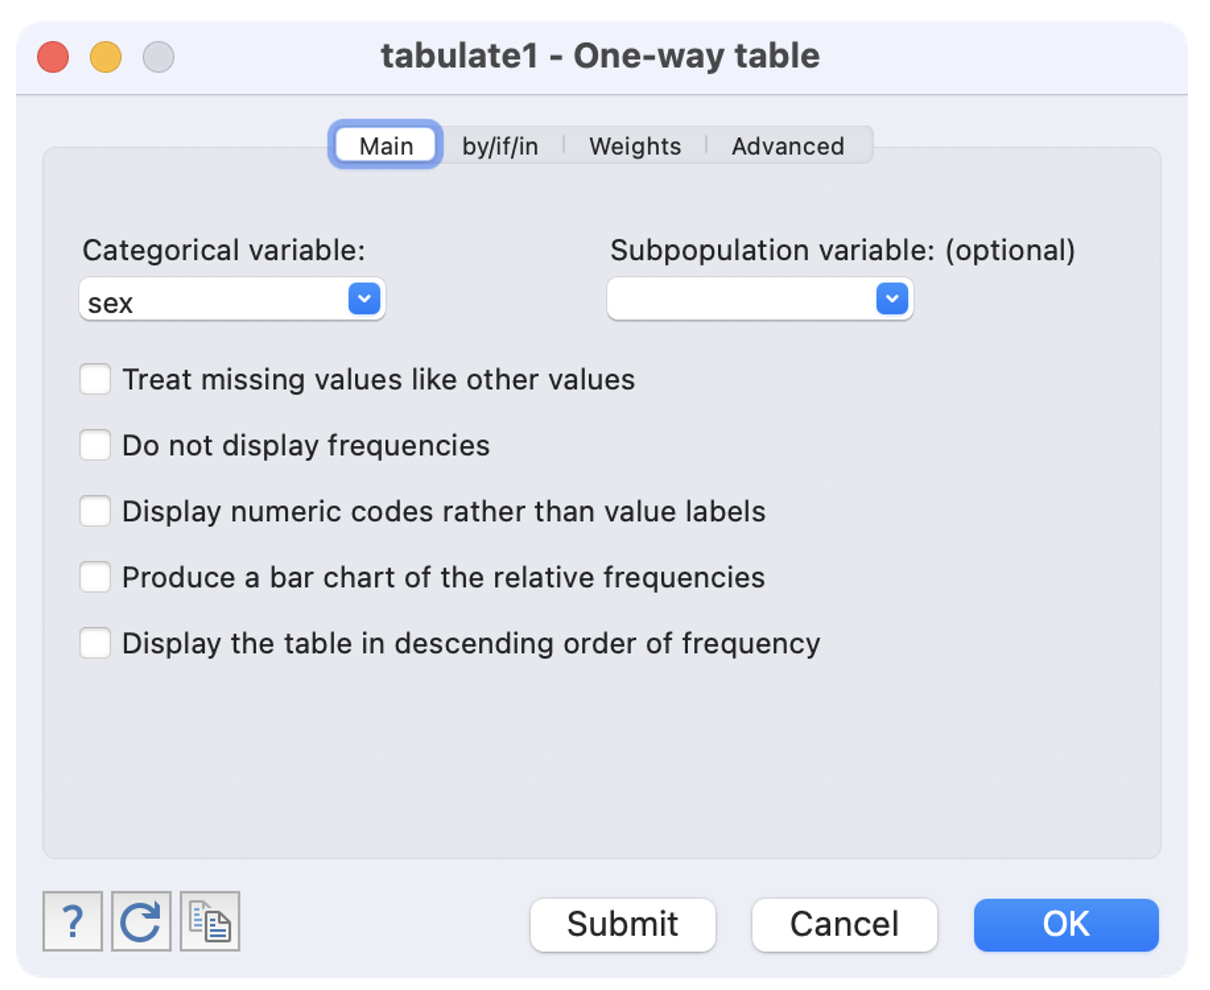 tabulate1 - One-way table
Main by/if/in Weights Advanced
Categorical variable: Subpopulation variable: (optional)
sex
Treat missing values like other values
Do not display frequencies
Display numeric codes rather than value labels
Produce a bar chart of the relative frequencies
Display the table in descending order of frequency
? Submit Cancel OK